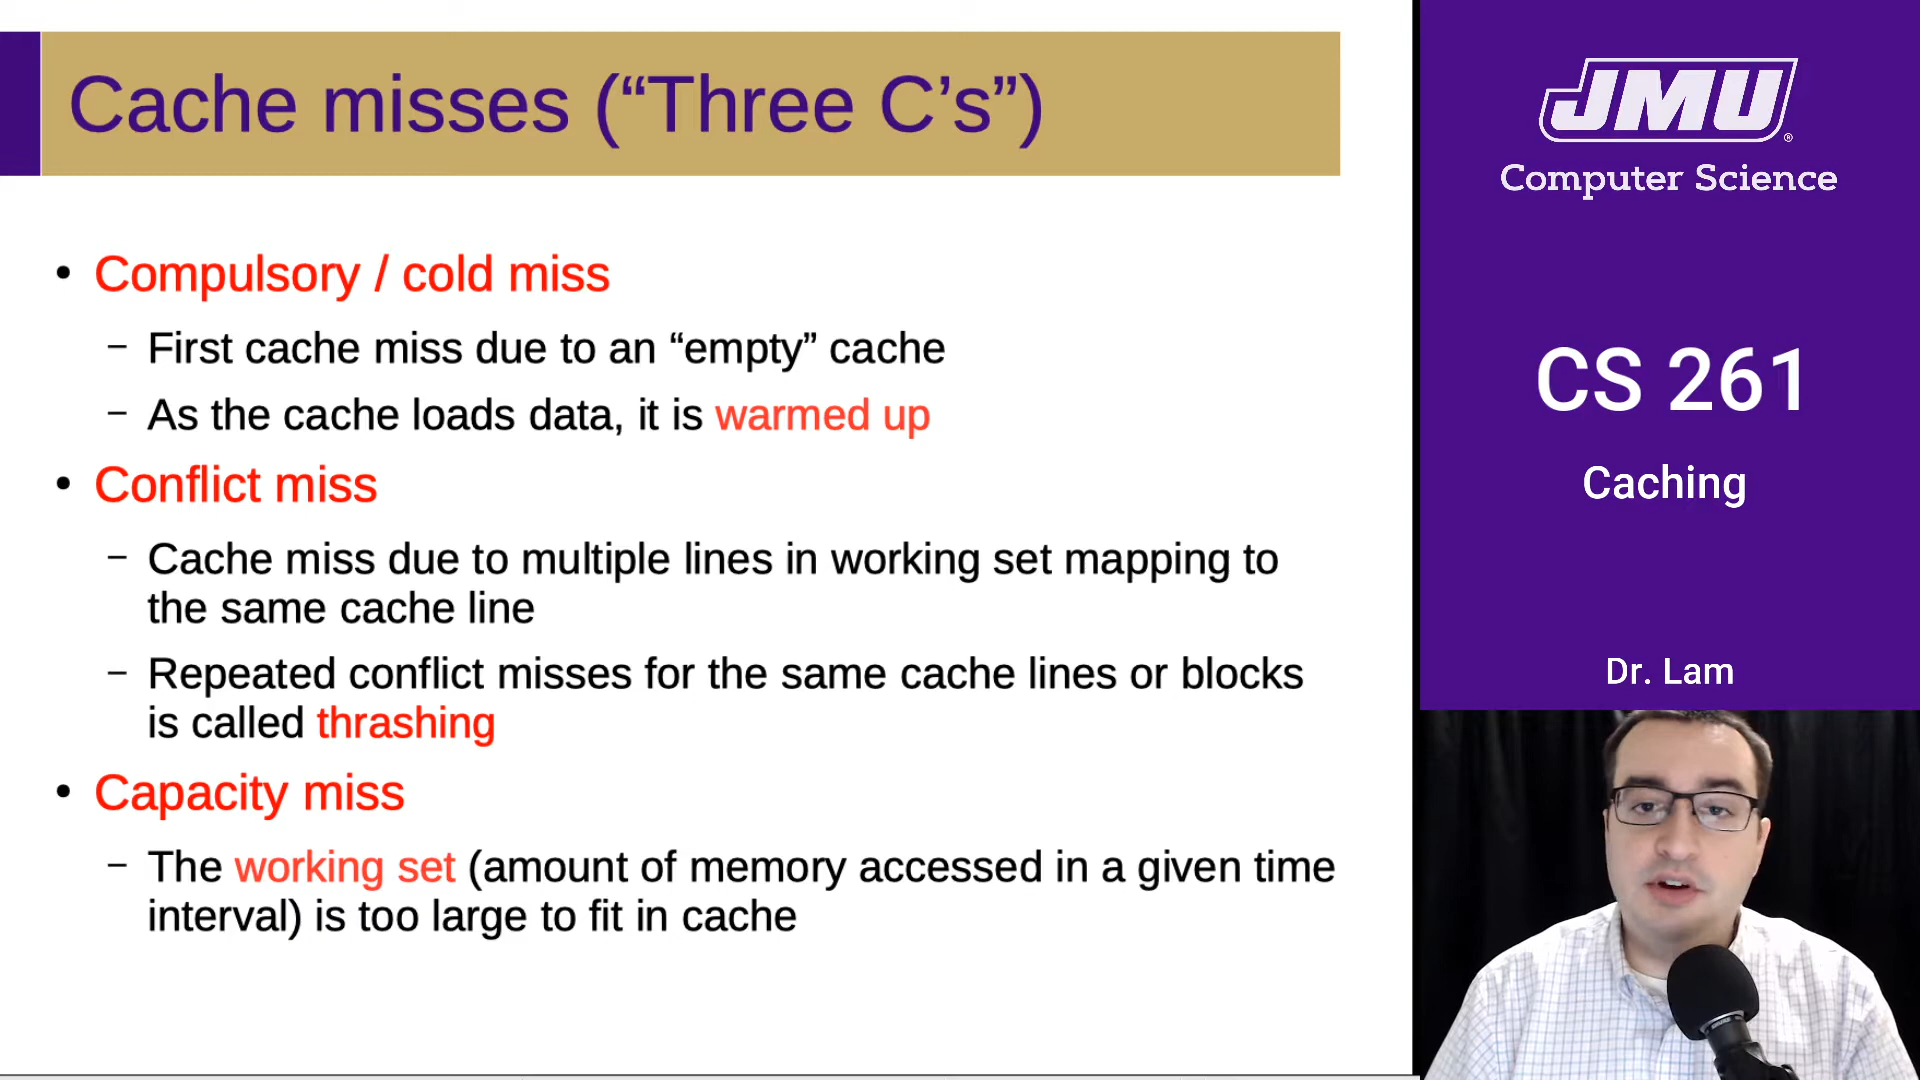 Cache misses (“Three C’s”)
• Compulsory / cold miss
– First cache miss due to an “empty” cache
– As the cache loads data, it is warmed up
• Conflict miss
– Cache miss due to multiple lines in working set mapping to
the same cache line
– Repeated conflict misses for the same cache lines or blocks
is called thrashing
• Capacity miss
– The working set (amount of memory accessed in a given time
interval) is too large to fit in cache
JMU®
Computer Science
CS 261
Caching
Dr. Lam